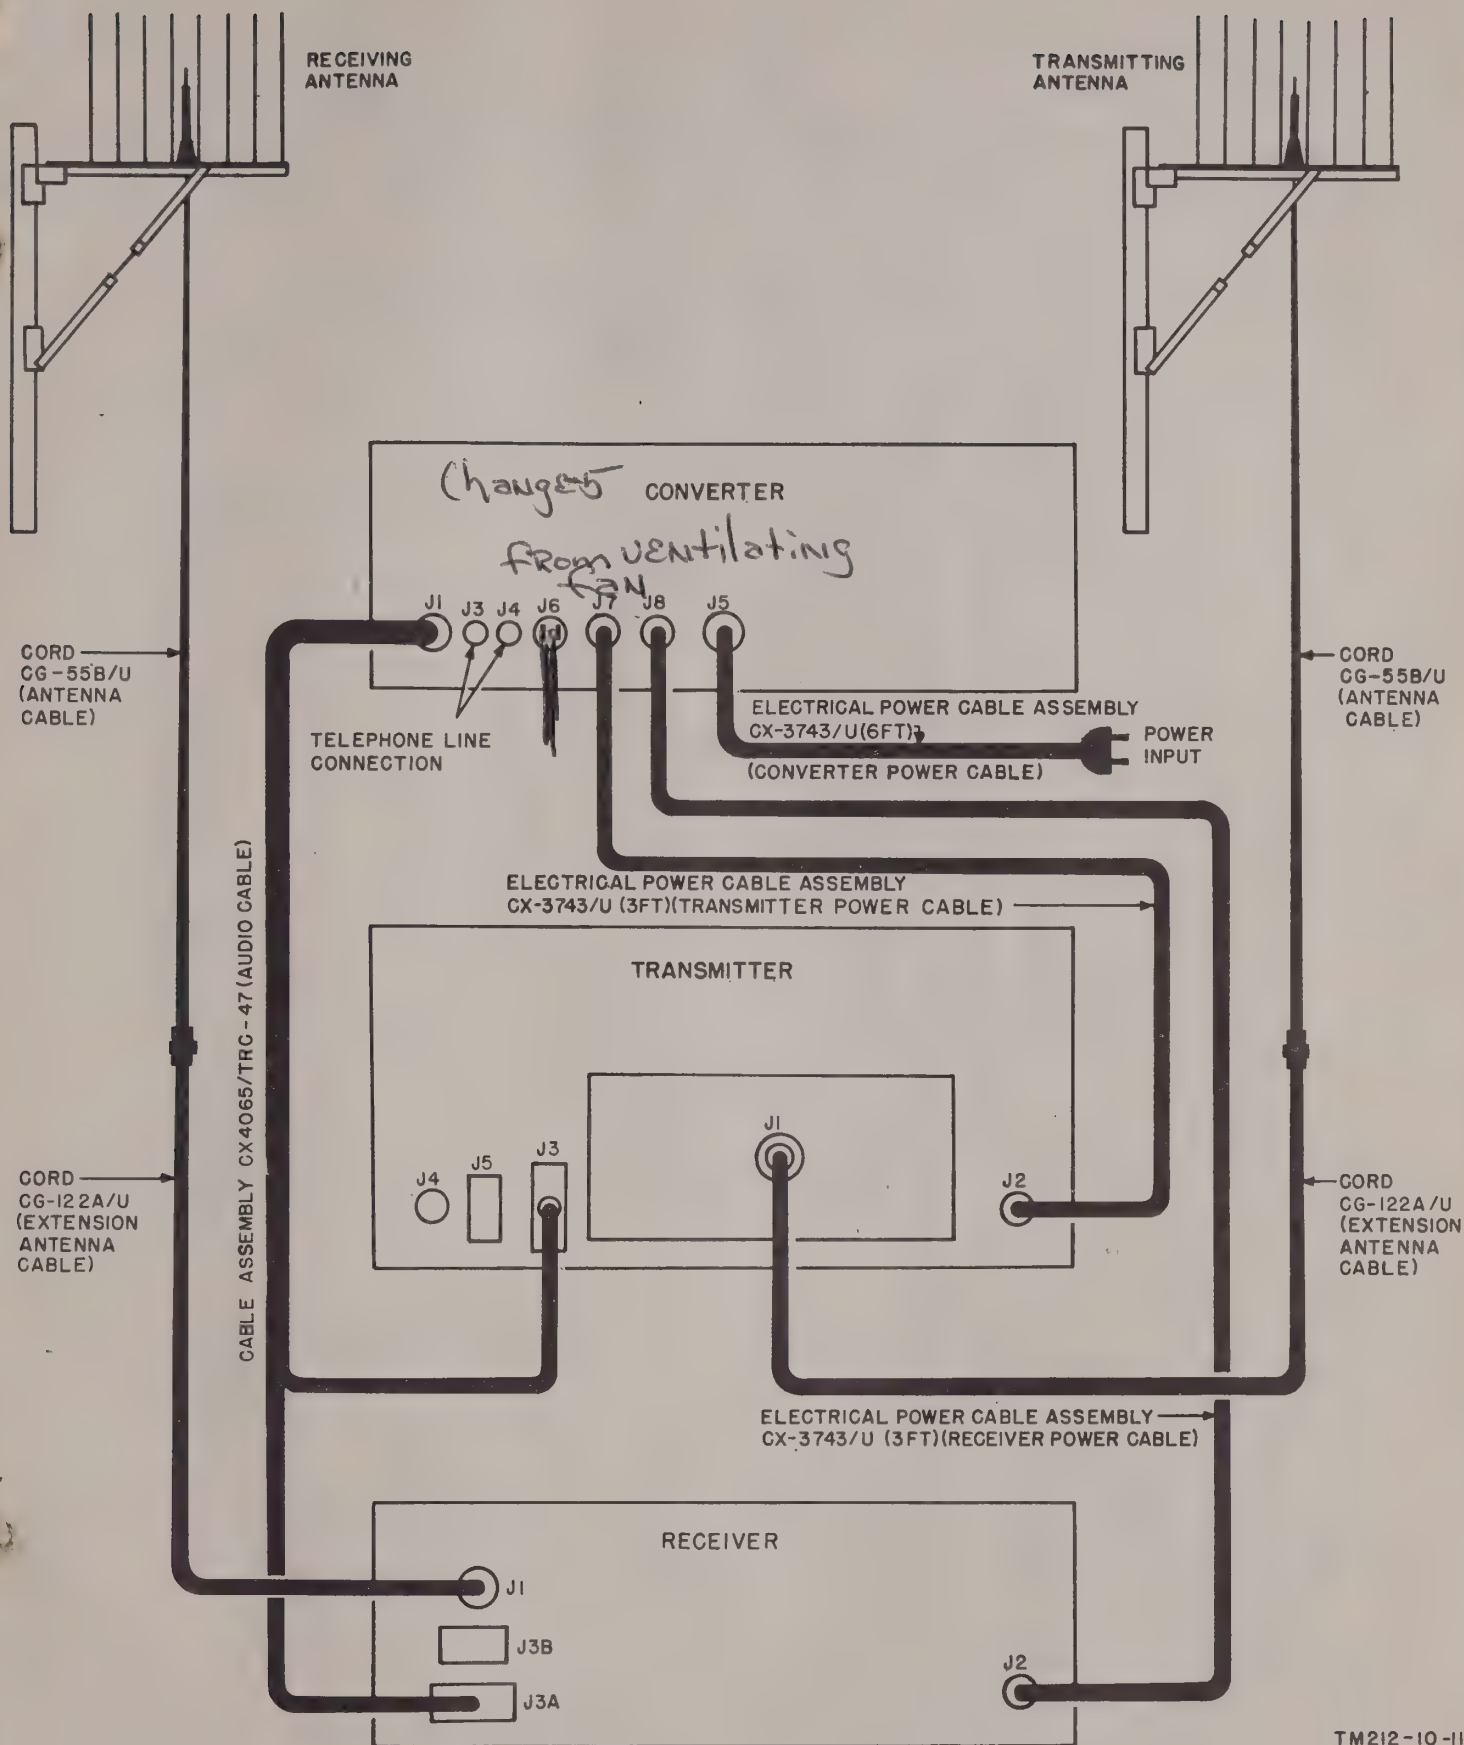 RECEIVING
ANTENNA
TRANSMITTING
ANTENNA
Changes
CONVERTER
from ventilating
fan
J1 J3 J4 J6 J7 J8 J5
CORD
CG-55B/U
(ANTENNA
CABLE)
CORD
CG-55B/U
(ANTENNA
CABLE)
TELEPHONE LINE
CONNECTION
ELECTRICAL POWER CABLE ASSEMBLY
CX-3743/U(6FT)
(CONVERTER POWER CABLE)
POWER
INPUT
CABLE ASSEMBLY CX4065/TRC-47(AUDIO CABLE)
ELECTRICAL POWER CABLE ASSEMBLY
CX-3743/U (3FT)(TRANSMITTER POWER CABLE)
TRANSMITTER
J1
J4
J5
J3
J2
CORD
CG-122A/U
(EXTENSION
ANTENNA
CABLE)
CORD
CG-122A/U
(EXTENSION
ANTENNA
CABLE)
ELECTRICAL POWER CABLE ASSEMBLY
CX-3743/U (3FT)(RECEIVER POWER CABLE)
RECEIVER
J1
J3B
J3A
J2
TM212-10-11